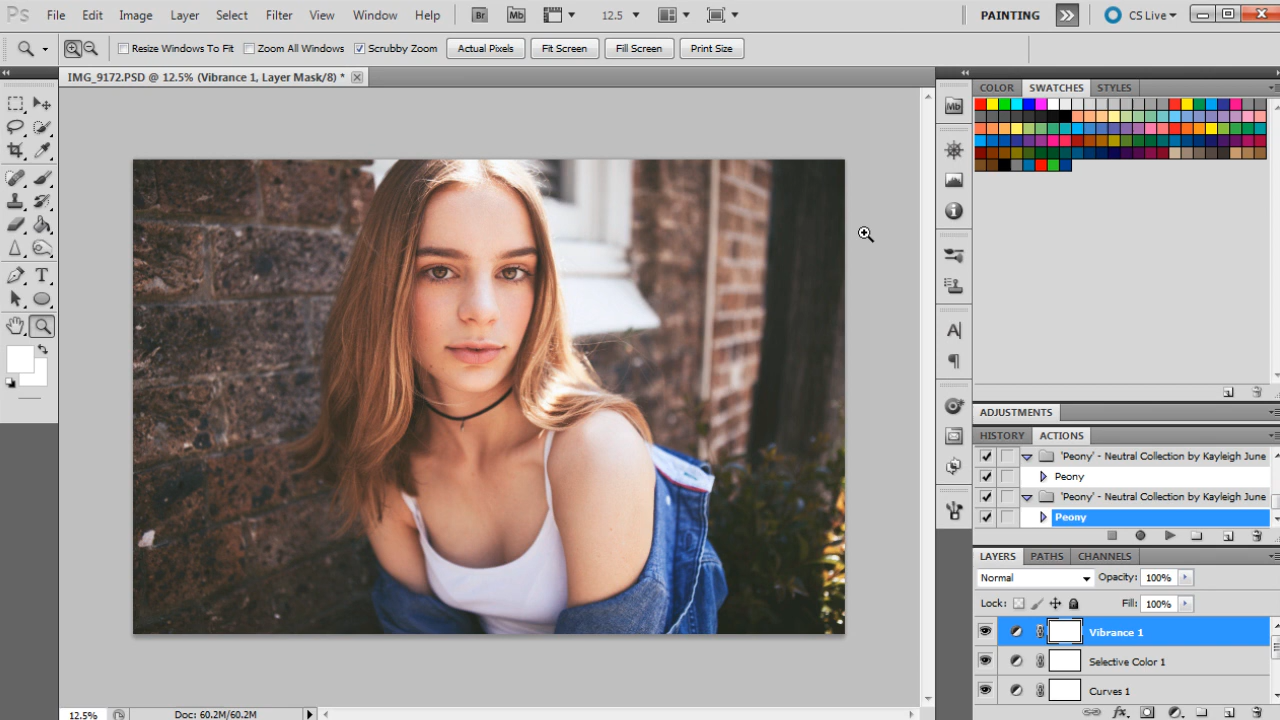 Ps File Edit Image Layer Select Filter View Window Help Br Mb 12.5 PAINTING CS Live
Resize Windows To Fit Zoom All Windows Scrubby Zoom Actual Pixels Fit Screen Fill Screen Print Size
IMG_9172.PSD @ 12.5% (Vibrance 1, Layer Mask/8) *
COLOR SWATCHES STYLES
Mb
ADJUSTMENTS
HISTORY ACTIONS
'Peony' - Neutral Collection by Kayleigh June
Peony
'Peony' - Neutral Collection by Kayleigh June
Peony
LAYERS PATHS CHANNELS
Normal Opacity: 100%
Lock: Fill: 100%
Vibrance 1
Selective Color 1
Curves 1
12.5% Doc: 60.2M/60.2M